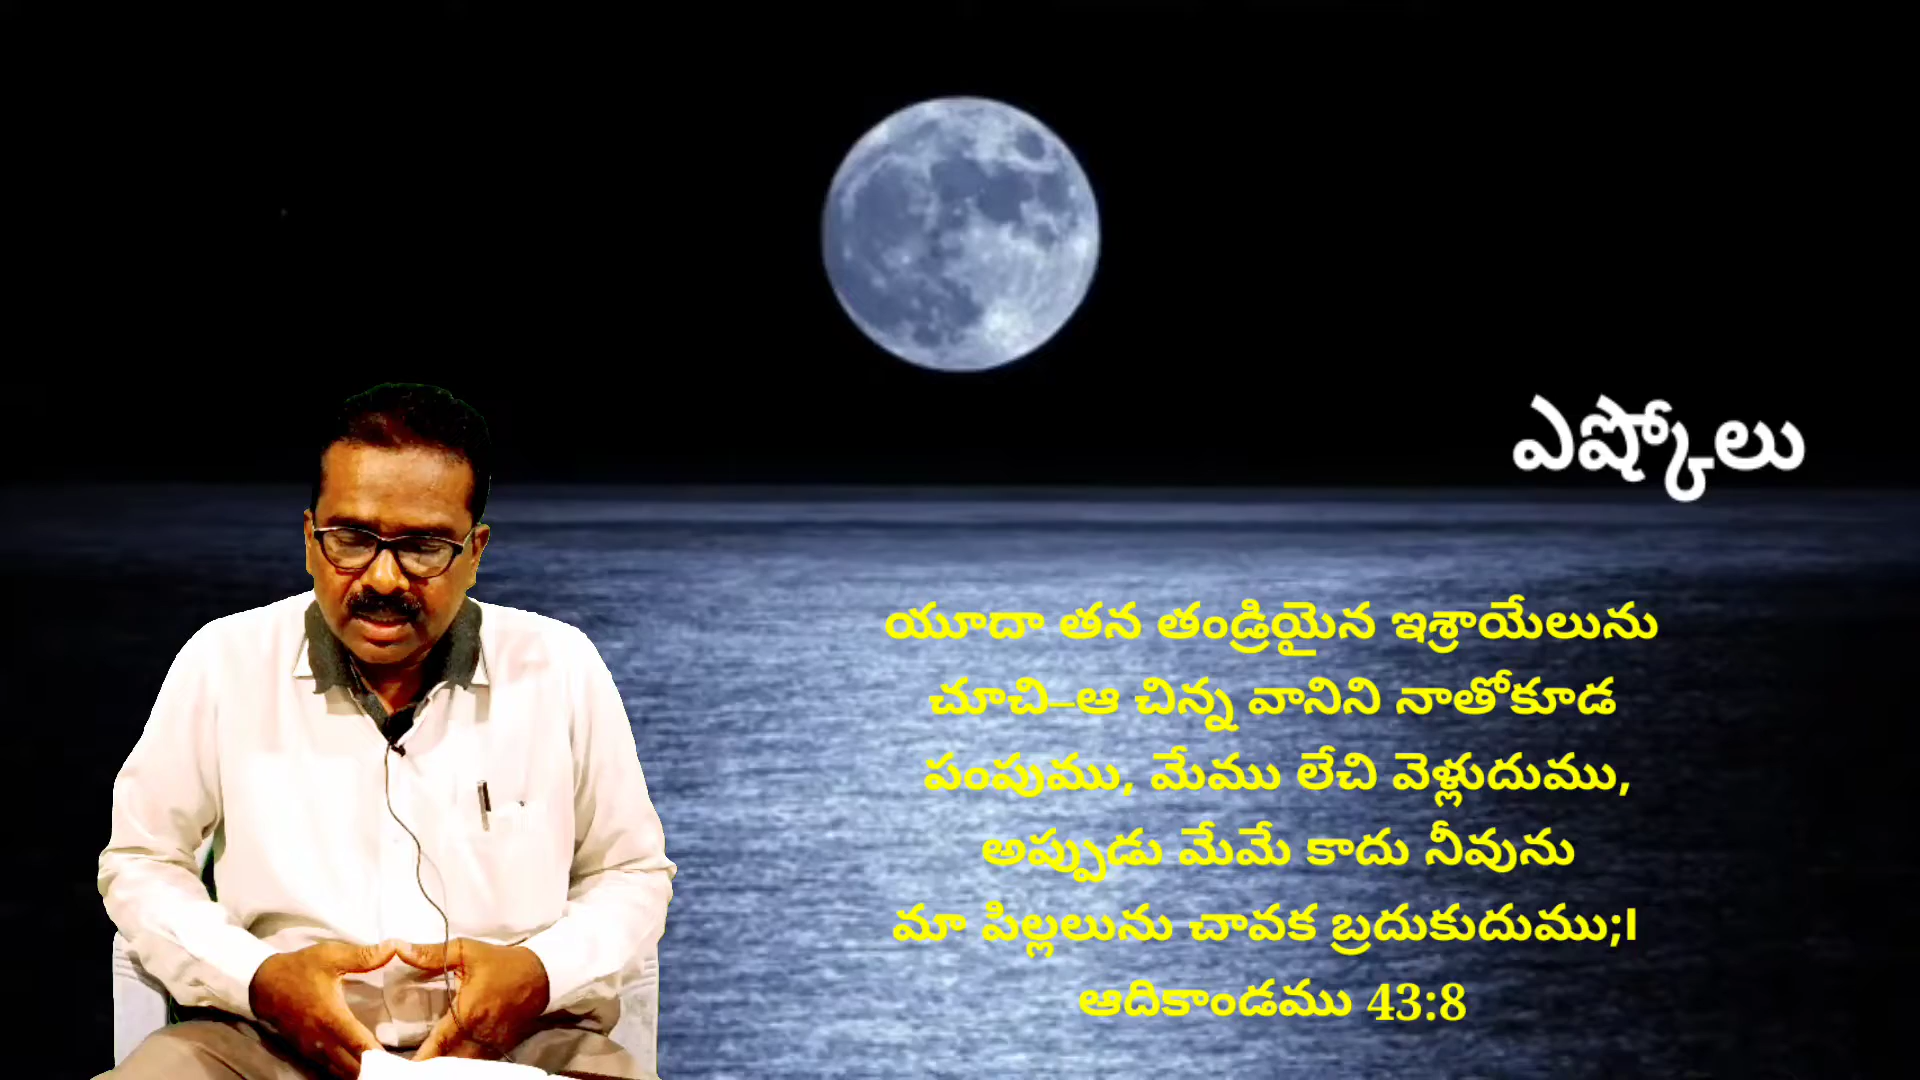 ఎష్కోలు
యూదా తన తండ్రియైన ఇశ్రాయేలును
చూచి–ఆ చిన్న వానిని నాతోకూడ
పంపుము, మేము లేచి వెళ్లుదుము,
అప్పుడు మేమే కాదు నీవును
మా పిల్లలును చావక బ్రదుకుదుము;।
ఆదికాండము 43:8